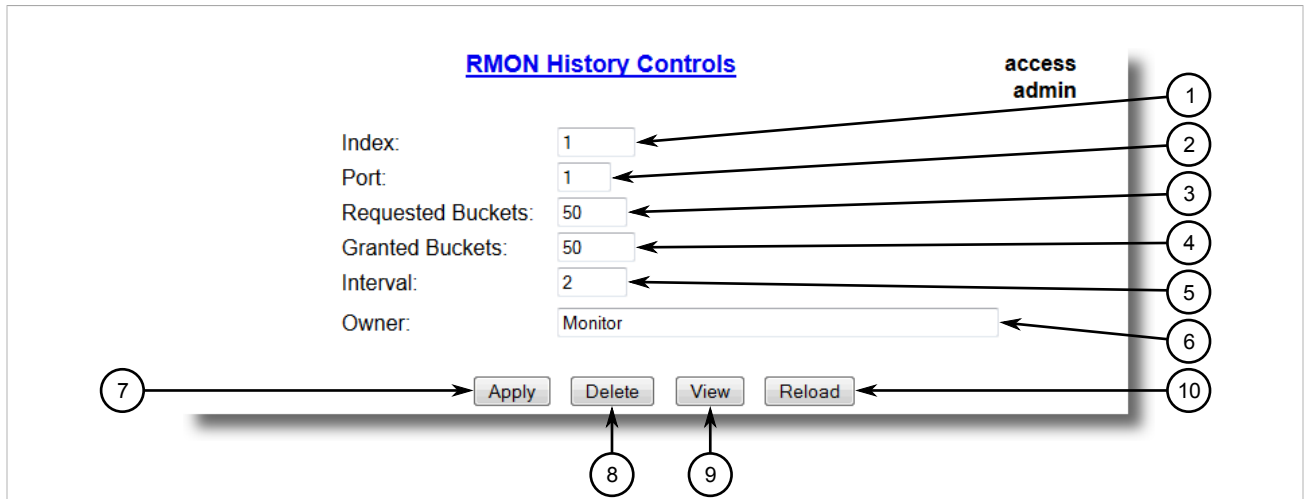 RMON History Controls
access
admin
1
Index:
1
2
Port:
1
3
Requested Buckets:
50
4
Granted Buckets:
50
5
Interval:
2
6
Owner:
Monitor
7
Apply
Delete
View
Reload
10
8
9